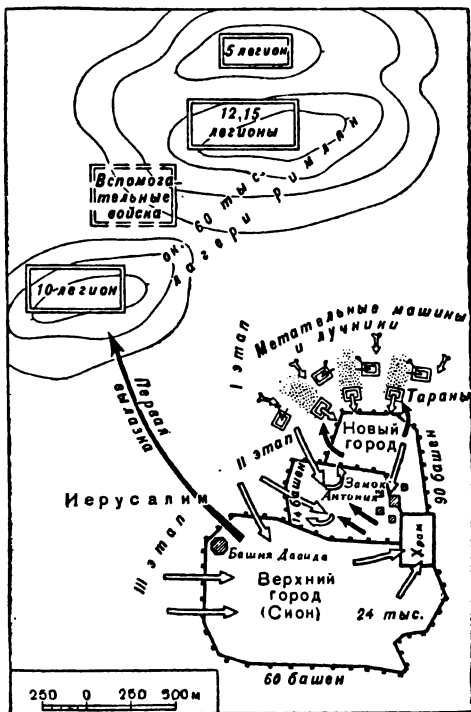 5 легион
12,15
легионы
Вспомога-
тельные
войска
ок. 60 тыс.
лагери римлян
10 легион
Первая
вылазка
I этап
Метательные машины
и лучники
Тараны
Новый
город
II этап
90 башен
Замок
Антония
14 башен
Иерусалим
Храм
III этап
Башня Давида
Верхний
город
(Сион)
24 тыс.
60 башен
250 0 250 500м